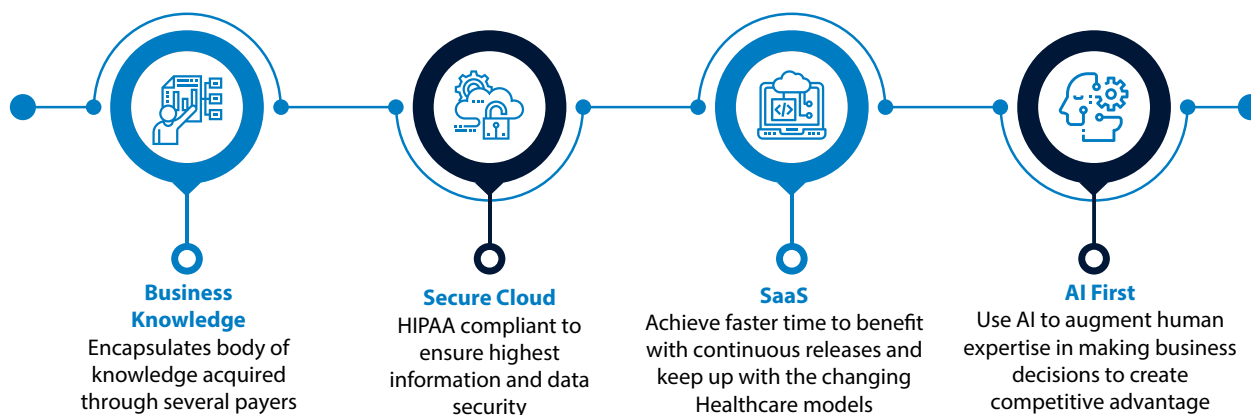 Business
Knowledge
Encapsulates body of
knowledge acquired
through several payers
Secure Cloud
HIPAA compliant to
ensure highest
information and data
security
SaaS
Achieve faster time to benefit
with continuous releases and
keep up with the changing
Healthcare models
AI First
Use AI to augment human
expertise in making business
decisions to create
competitive advantage